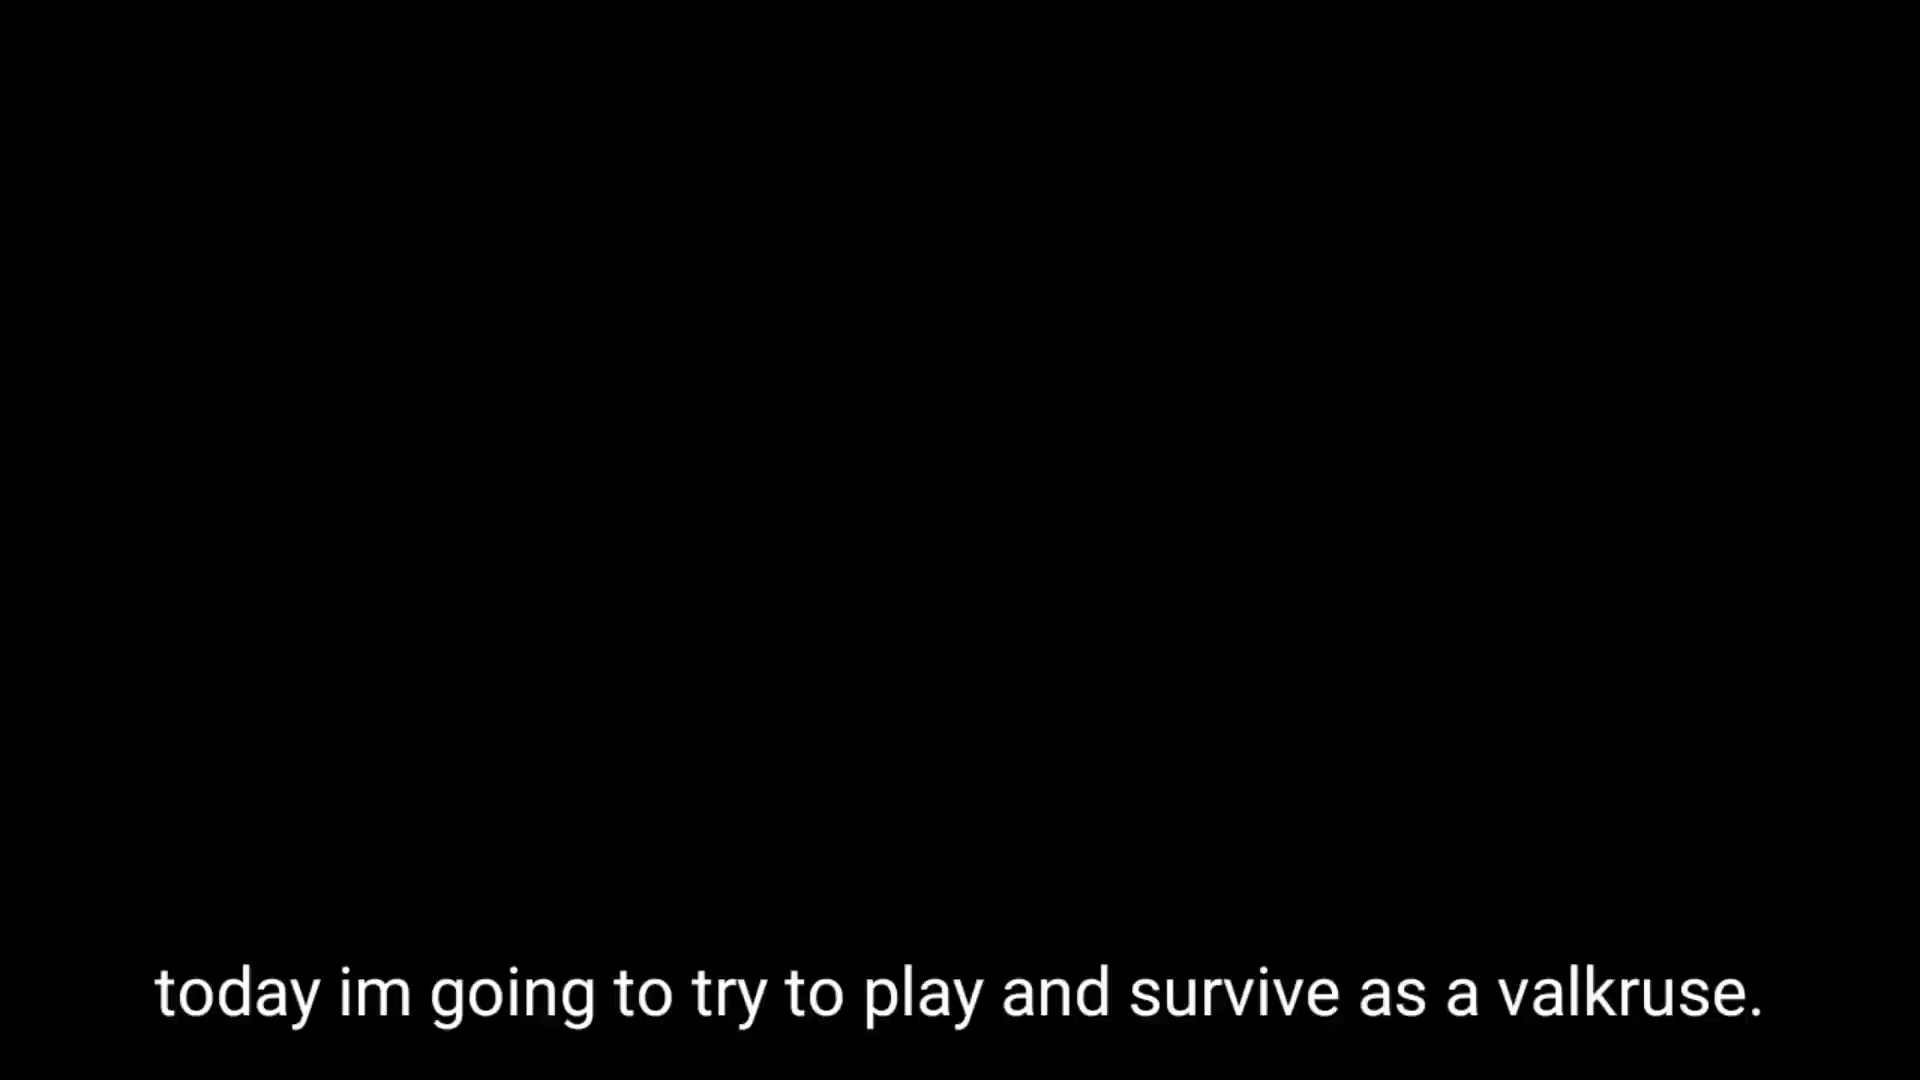 today im going to try to play and survive as a valkruse.